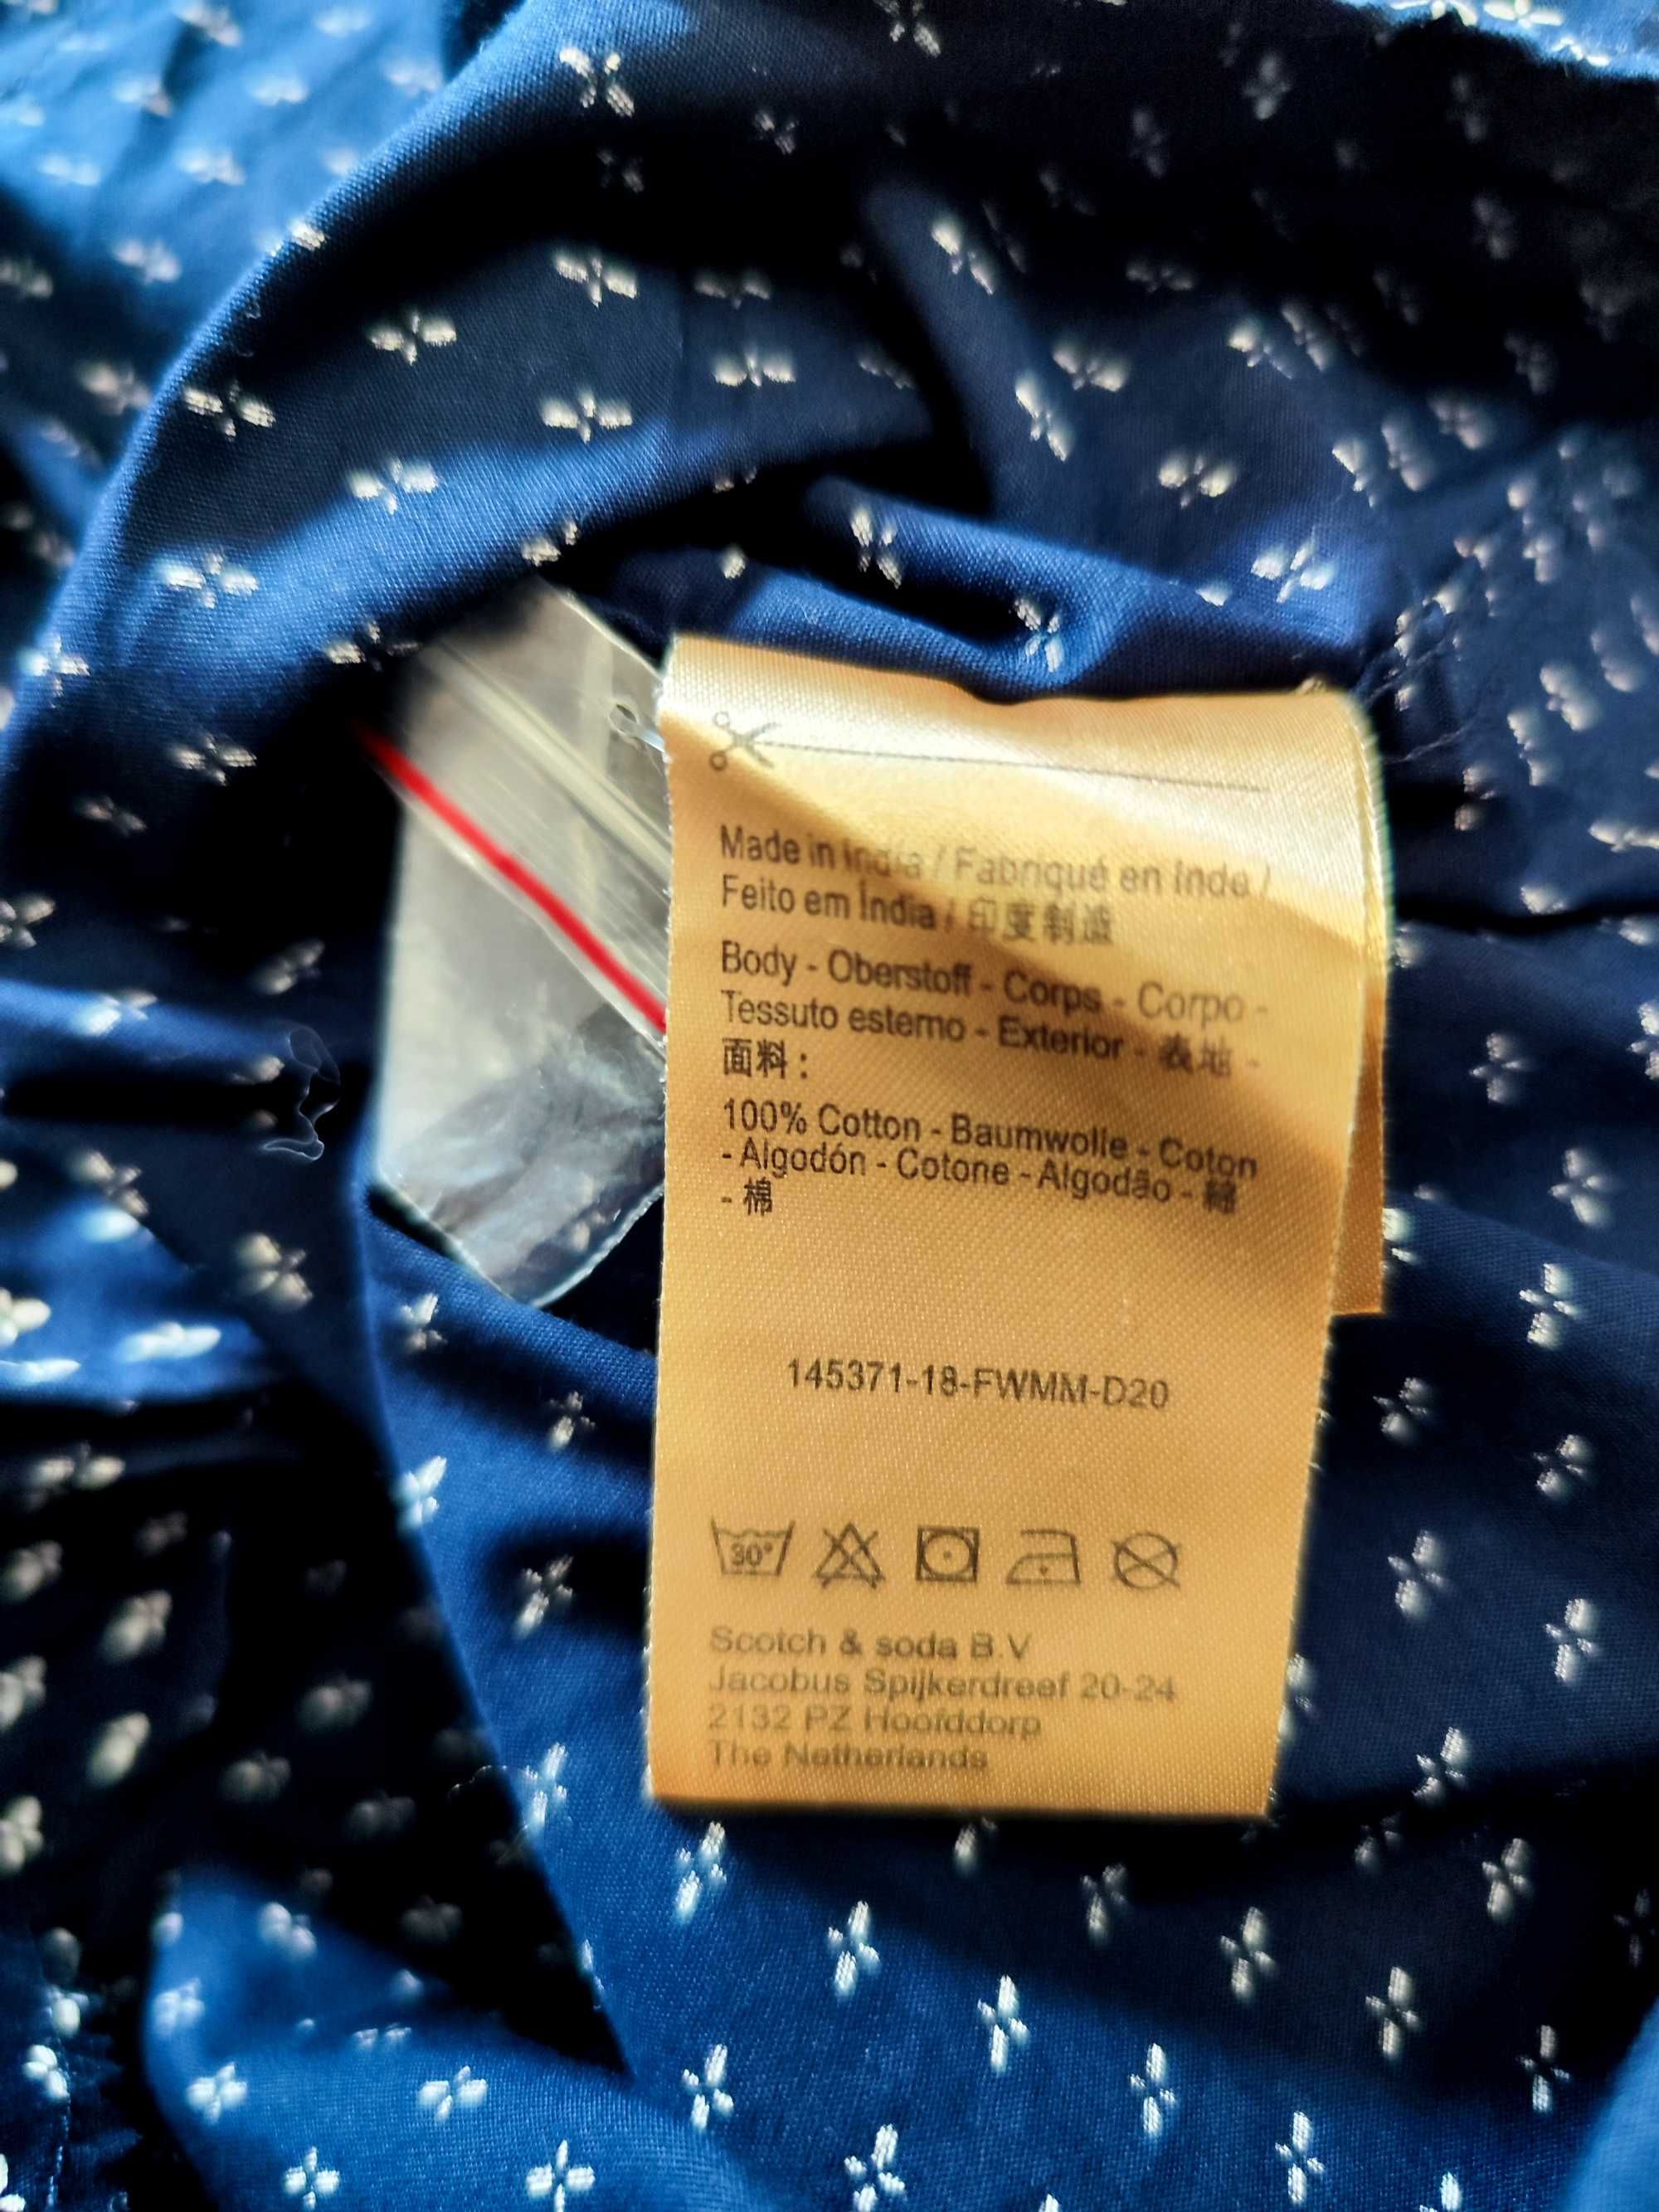 Made in India / Fabriqué en Inde /
Feito em Índia / 印度制造
Body - Oberstoff - Corps - Corpo -
Tessuto esterno - Exterior - 表地 -
面料：
100% Cotton - Baumwolle - Coton
- Algodón - Cotone - Algodão - 綿
- 棉
145371-18-FWMM-D20
30°
Scotch & soda B.V
Jacobus Spijkerdreef 20-24
2132 PZ Hoofddorp
The Netherlands